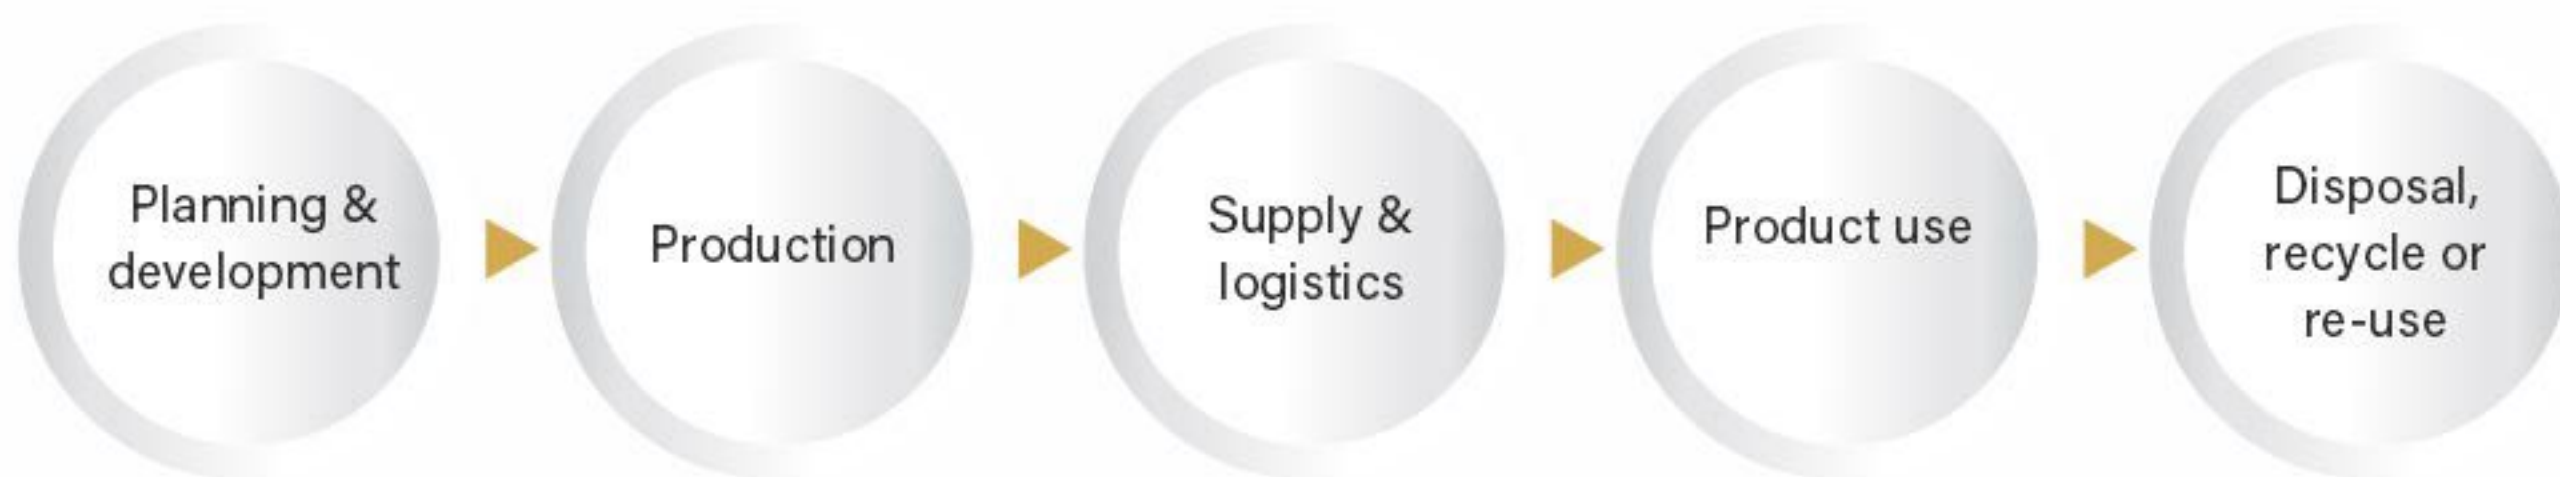 Planning &
development
Production
Supply &
logistics
Product use
Disposal,
recycle or
re-use